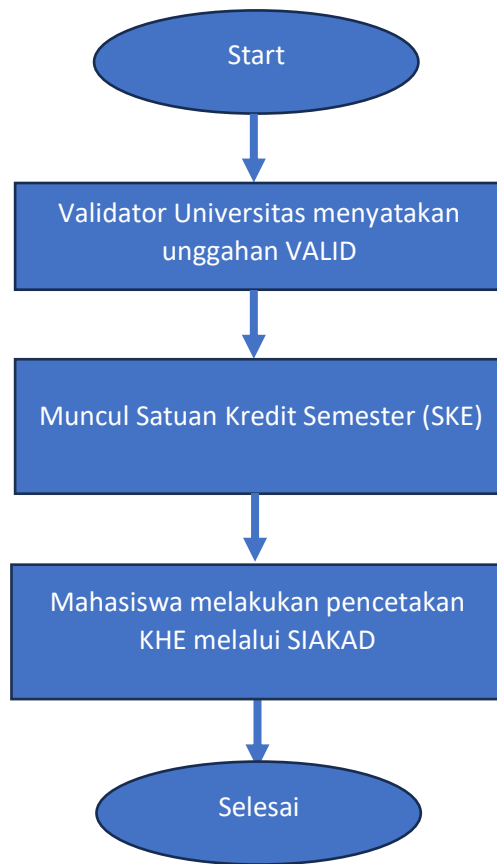 Start
Validator Universitas menyatakan
unggahan VALID
Muncul Satuan Kredit Semester (SKE)
Mahasiswa melakukan pencetakan
KHE melalui SIAKAD
Selesai